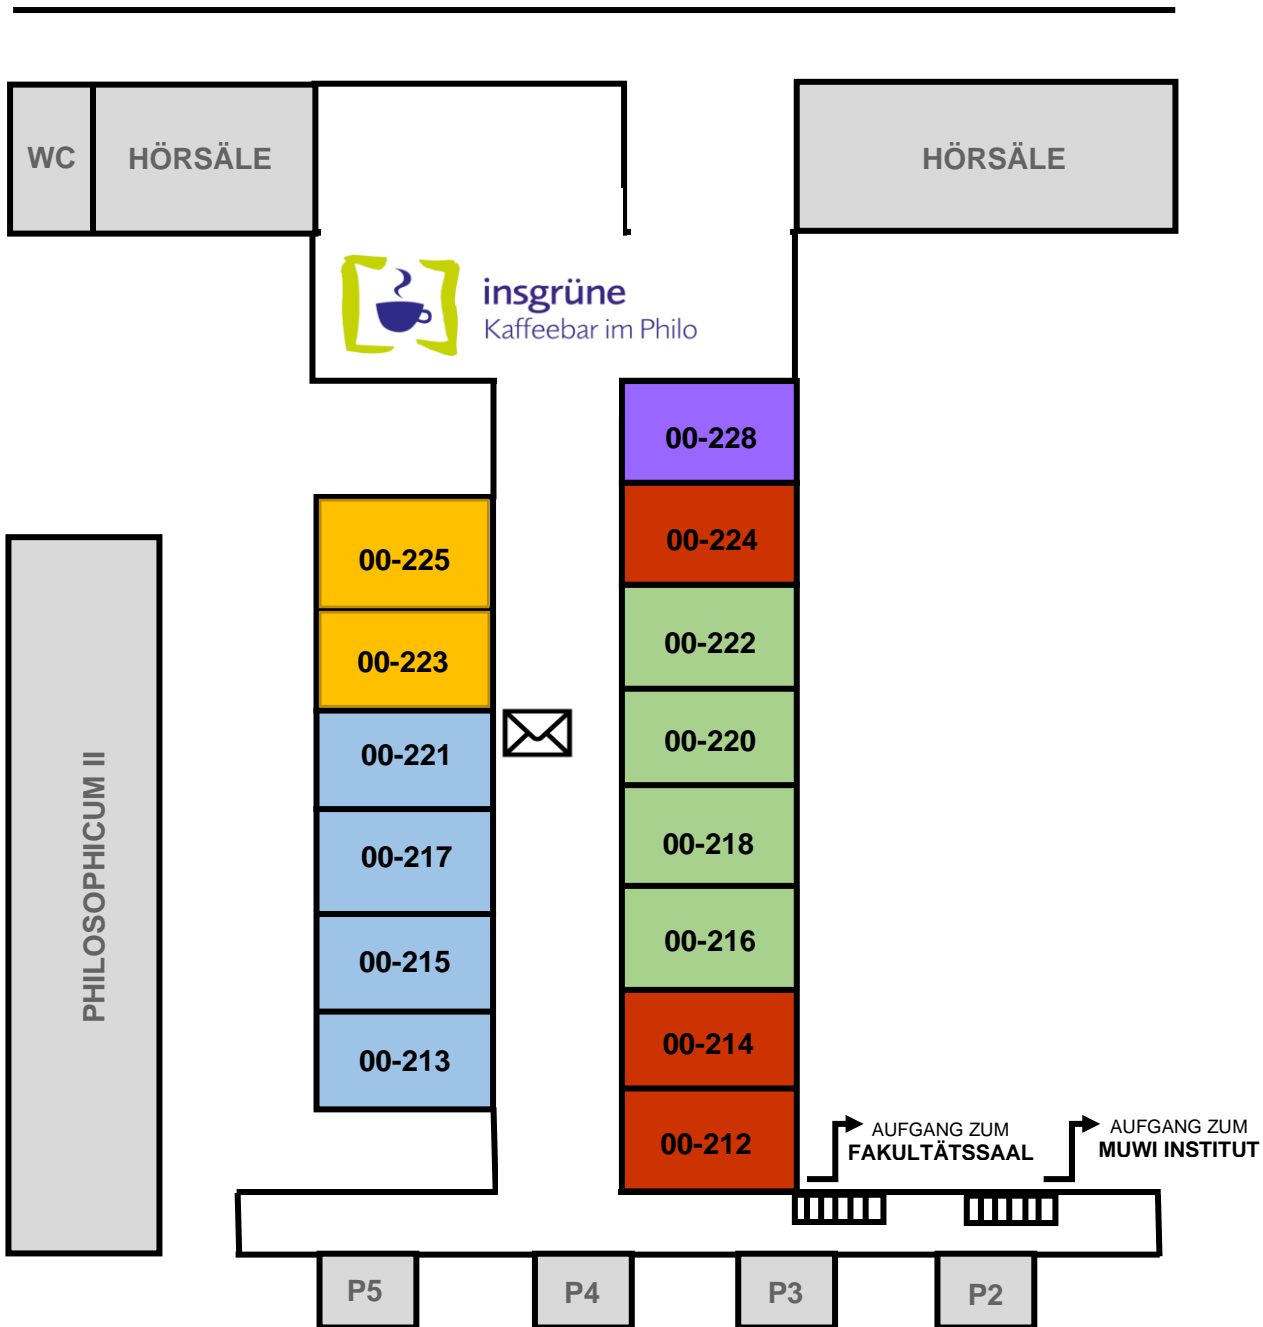 WC
HÖRSÄLE
HÖRSÄLE
insgrüne
Kaffeebar im Philo
00-228
00-224
00-225
00-222
00-223
00-220
00-221
00-218
00-217
00-216
00-215
00-214
00-213
00-212
PHILOSOPHICUM II
AUFGANG ZUM
FAKULTÄTSSAAL
AUFGANG ZUM
MUWI INSTITUT
P5
P4
P3
P2